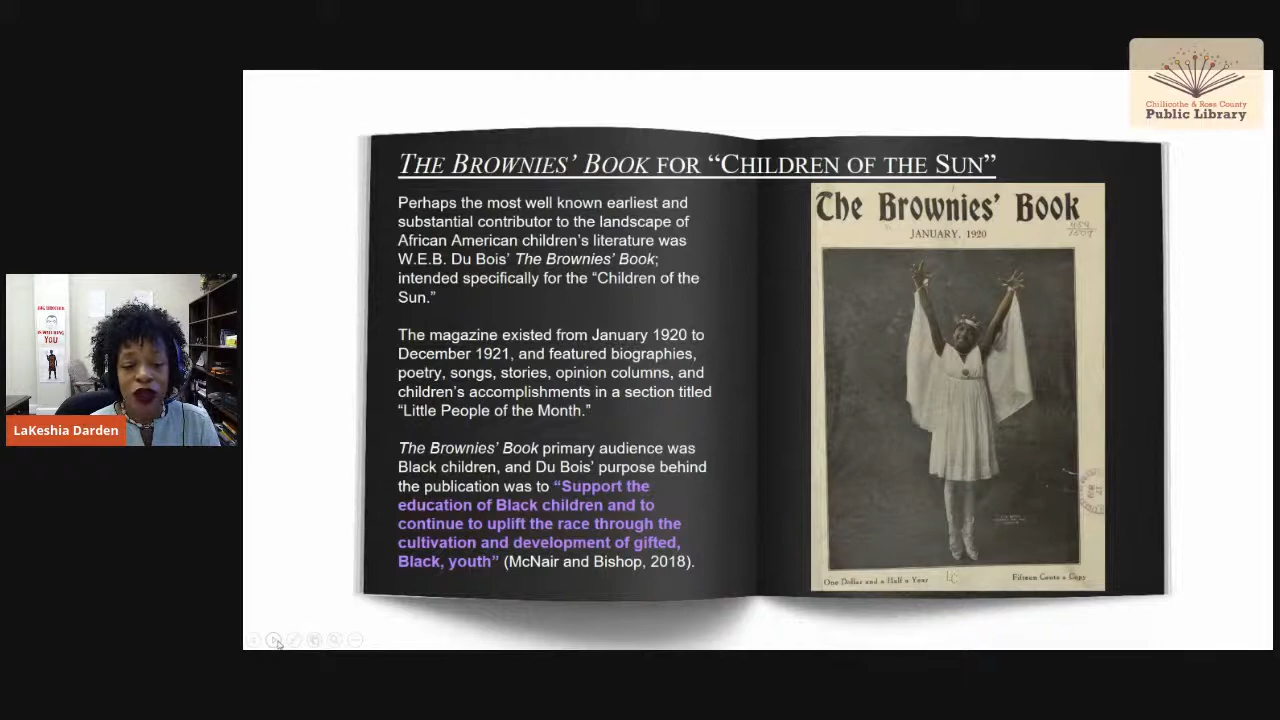 Chillicothe & Ross County
Public Library
THE BROWNIES' BOOK FOR “CHILDREN OF THE SUN”
Perhaps the most well known earliest and
substantial contributor to the landscape of
African American children's literature was
W.E.B. Du Bois' The Brownies' Book;
intended specifically for the “Children of the
Sun.”
The magazine existed from January 1920 to
December 1921, and featured biographies,
poetry, songs, stories, opinion columns, and
children's accomplishments in a section titled
“Little People of the Month.”
The Brownies' Book primary audience was
Black children, and Du Bois' purpose behind
the publication was to “Support the
education of Black children and to
continue to uplift the race through the
cultivation and development of gifted,
Black, youth” (McNair and Bishop, 2018).
The Brownies' Book
JANUARY, 1920
One Dollar and a Half a Year
Fifteen Cents a Copy
YOU
LaKeshia Darden